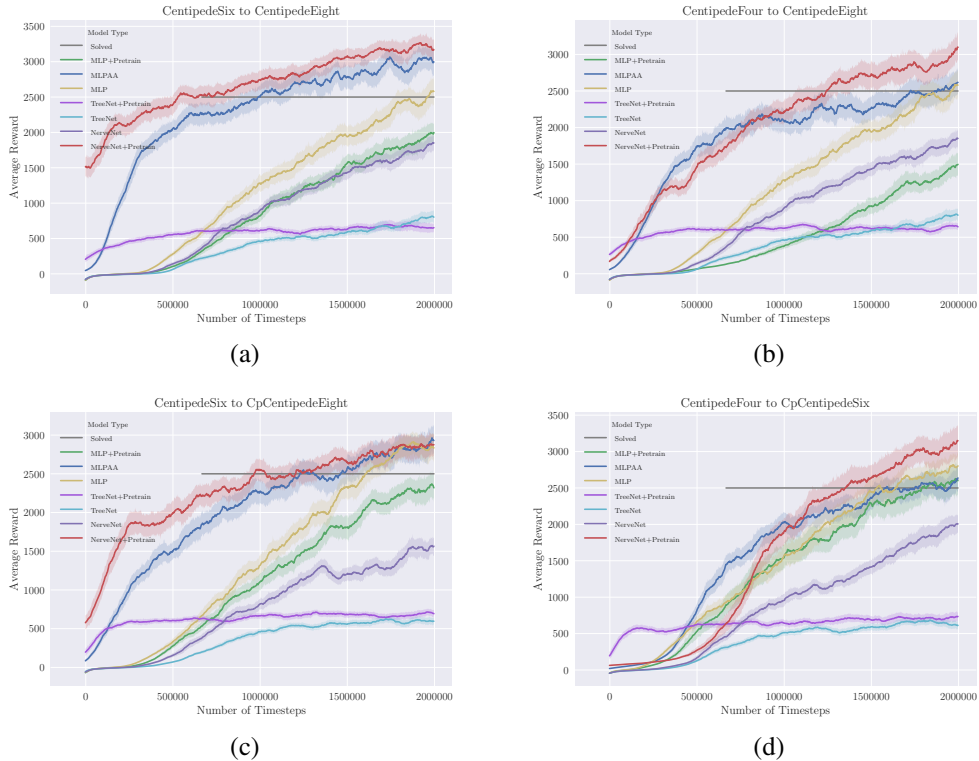 CentipedeSix to CentipedeEight
Model Type
Solved
MLP+Pretrain
MLPAA
MLP
TreeNet+Pretrain
TreeNet
NerveNet
NerveNet+Pretrain
Average Reward
3500
3000
2500
2000
1500
1000
500
0
0 500000 1000000 1500000 2000000
Number of Timesteps
(a)
CentipedeFour to CentipedeEight
Model Type
Solved
MLP+Pretrain
MLPAA
MLP
TreeNet+Pretrain
TreeNet
NerveNet
NerveNet+Pretrain
Average Reward
3000
2500
2000
1500
1000
500
0
0 500000 1000000 1500000 2000000
Number of Timesteps
(b)
CentipedeSix to CpCentipedeEight
Model Type
Solved
MLP+Pretrain
MLPAA
MLP
TreeNet+Pretrain
TreeNet
NerveNet
NerveNet+Pretrain
Average Reward
3000
2500
2000
1500
1000
500
0
0 500000 1000000 1500000 2000000
Number of Timesteps
(c)
CentipedeFour to CpCentipedeSix
Model Type
Solved
MLP+Pretrain
MLPAA
MLP
TreeNet+Pretrain
TreeNet
NerveNet
NerveNet+Pretrain
Average Reward
3500
3000
2500
2000
1500
1000
500
0
0 500000 1000000 1500000 2000000
Number of Timesteps
(d)